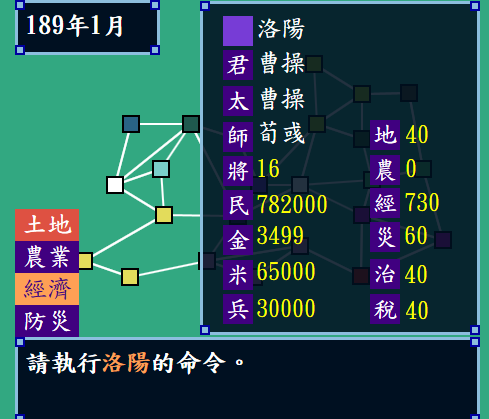 189年1月
洛陽
君 曹操
太 曹操
師 荀彧
將 16
民 782000
金 3499
米 65000
兵 30000
地 40
農 0
經 730
災 60
治 40
稅 40
土地
農業
經濟
防災
請執行洛陽的命令。